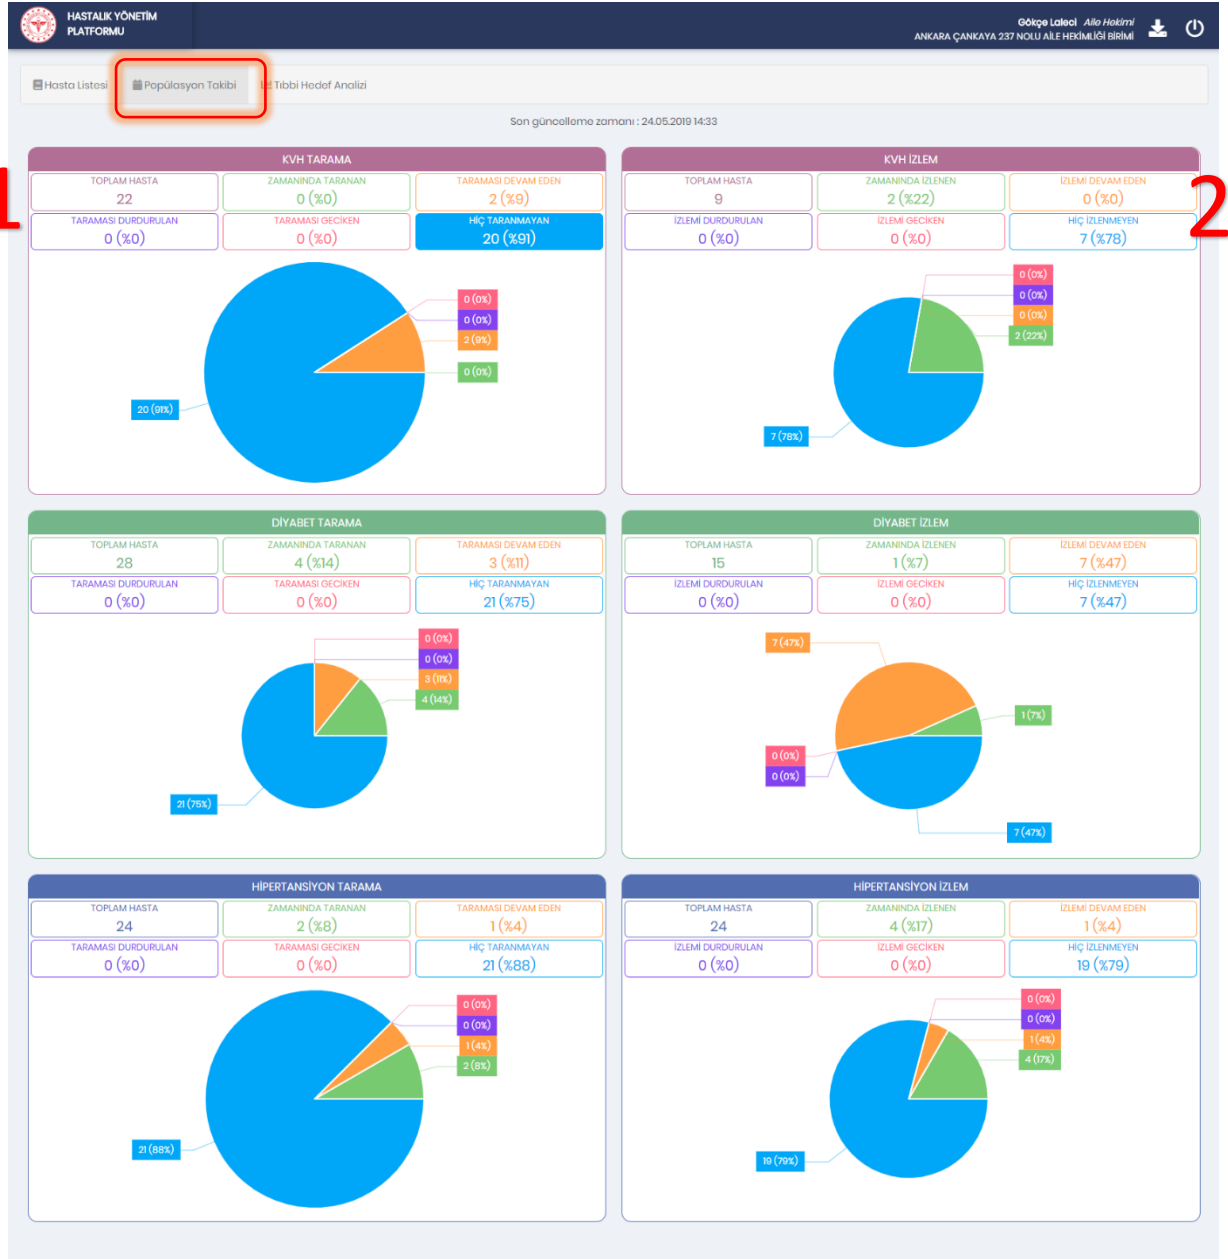 HASTALIK YÖNETİM
PLATFORMU
Gökçe Laleci Aile Hekimi
ANKARA ÇANKAYA 237 NOLU AİLE HEKİMLİĞİ BİRİMİ
Hasta Listesi
Popülasyon Takibi
Tıbbi Hedef Analizi
Son güncelleme zamanı : 24.05.2019 14:33
1
KVH TARAMA
TOPLAM HASTA
22
ZAMANINDA TARANAN
0 (%0)
TARAMASI DEVAM EDEN
2 (%9)
TARAMASI DURDURULAN
0 (%0)
TARAMASI GECİKEN
0 (%0)
HİÇ TARANMAYAN
20 (%91)
0 (0%)
0 (0%)
2 (9%)
0 (0%)
20 (91%)
2
KVH İZLEM
TOPLAM HASTA
9
ZAMANINDA İZLENEN
2 (%22)
İZLEMİ DEVAM EDEN
0 (%0)
İZLEMİ DURDURULAN
0 (%0)
İZLEMİ GECİKEN
0 (%0)
HİÇ İZLENMEYEN
7 (%78)
0 (0%)
0 (0%)
0 (0%)
2 (22%)
7 (78%)
DİYABET TARAMA
TOPLAM HASTA
28
ZAMANINDA TARANAN
4 (%14)
TARAMASI DEVAM EDEN
3 (%11)
TARAMASI DURDURULAN
0 (%0)
TARAMASI GECİKEN
0 (%0)
HİÇ TARANMAYAN
21 (%75)
0 (0%)
0 (0%)
3 (11%)
4 (14%)
21 (75%)
DİYABET İZLEM
TOPLAM HASTA
15
ZAMANINDA İZLENEN
1 (%7)
İZLEMİ DEVAM EDEN
7 (%47)
İZLEMİ DURDURULAN
0 (%0)
İZLEMİ GECİKEN
0 (%0)
HİÇ İZLENMEYEN
7 (%47)
7 (47%)
1 (7%)
0 (0%)
0 (0%)
7 (47%)
HİPERTANSİYON TARAMA
TOPLAM HASTA
24
ZAMANINDA TARANAN
2 (%8)
TARAMASI DEVAM EDEN
1 (%4)
TARAMASI DURDURULAN
0 (%0)
TARAMASI GECİKEN
0 (%0)
HİÇ TARANMAYAN
21 (%88)
0 (0%)
0 (0%)
1 (4%)
2 (8%)
21 (88%)
HİPERTANSİYON İZLEM
TOPLAM HASTA
24
ZAMANINDA İZLENEN
4 (%17)
İZLEMİ DEVAM EDEN
1 (%4)
İZLEMİ DURDURULAN
0 (%0)
İZLEMİ GECİKEN
0 (%0)
HİÇ İZLENMEYEN
19 (%79)
0 (0%)
0 (0%)
1 (4%)
4 (17%)
19 (79%)